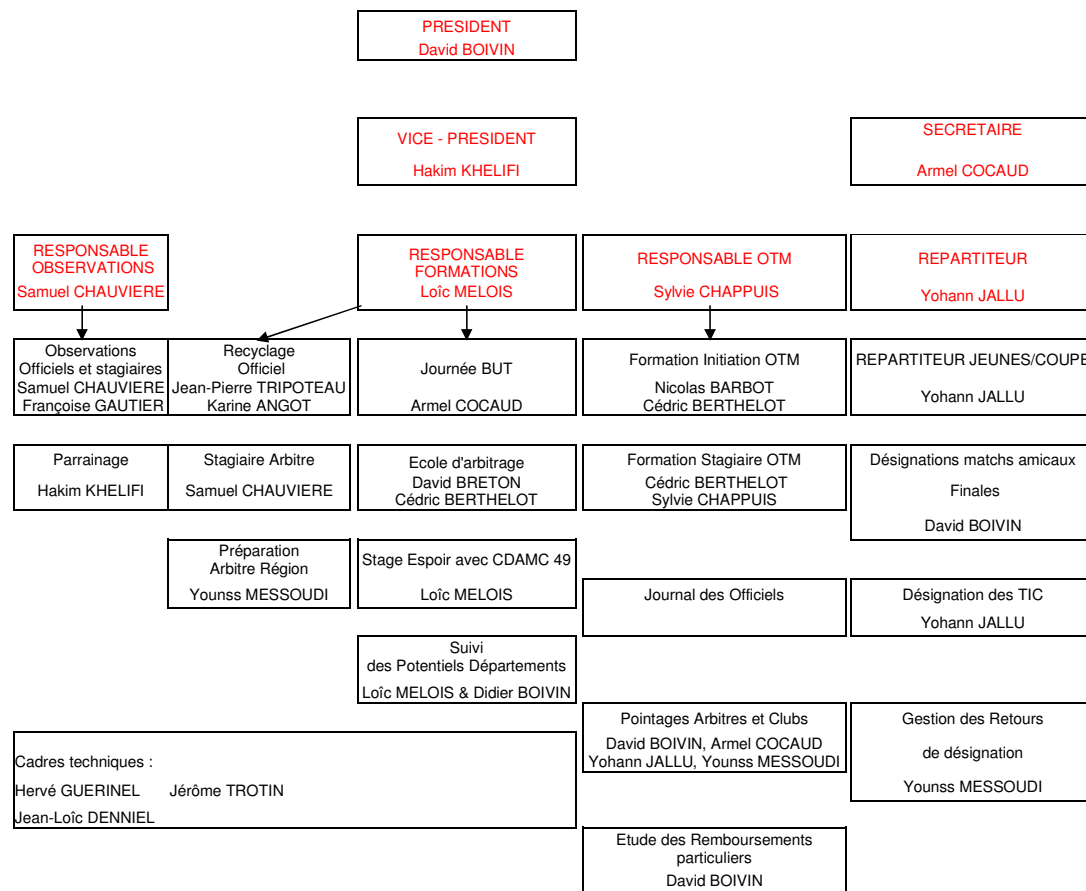 PRESIDENT
David BOIVIN
VICE - PRESIDENT
Hakim KHELIFI
SECRETAIRE
Armel COCAUD
RESPONSABLE
OBSERVATIONS
Samuel CHAUVIERE
RESPONSABLE
FORMATIONS
Loîc MELOIS
RESPONSABLE OTM
Sylvie CHAPPUIS
REPARTITEUR
Yohann JALLU
Observations
Officiels et stagiaires
Samuel CHAUVIERE
Françoise GAUTIER
Recyclage
Officiel
Jean-Pierre TRIPOTEAU
Karine ANGOT
Journée BUT
Armel COCAUD
Formation Initiation OTM
Nicolas BARBOT
Cédric BERTHELOT
REPARTITEUR JEUNES/COUPE
Yohann JALLU
Parrainage
Hakim KHELIFI
Stagiaire Arbitre
Samuel CHAUVIERE
Ecole d'arbitrage
David BRETON
Cédric BERTHELOT
Formation Stagiaire OTM
Cédric BERTHELOT
Sylvie CHAPPUIS
Désignations matchs amicaux
Finales
David BOIVIN
Préparation
Arbitre Région
Younss MESSOUDI
Stage Espoir avec CDAMC 49
Loîc MELOIS
Journal des Officiels
Désignation des TIC
Yohann JALLU
Suivi
des Potentiels Départements
Loîc MELOIS & Didier BOIVIN
Pointages Arbitres et Clubs
David BOIVIN, Armel COCAUD
Yohann JALLU, Younss MESSOUDI
Gestion des Retours
de désignation
Younss MESSOUDI
Cadres techniques :
Hervé GUERINEL Jérôme TROTIN
Jean-Loîc DENNIEL
Etude des Remboursements
particuliers
David BOIVIN